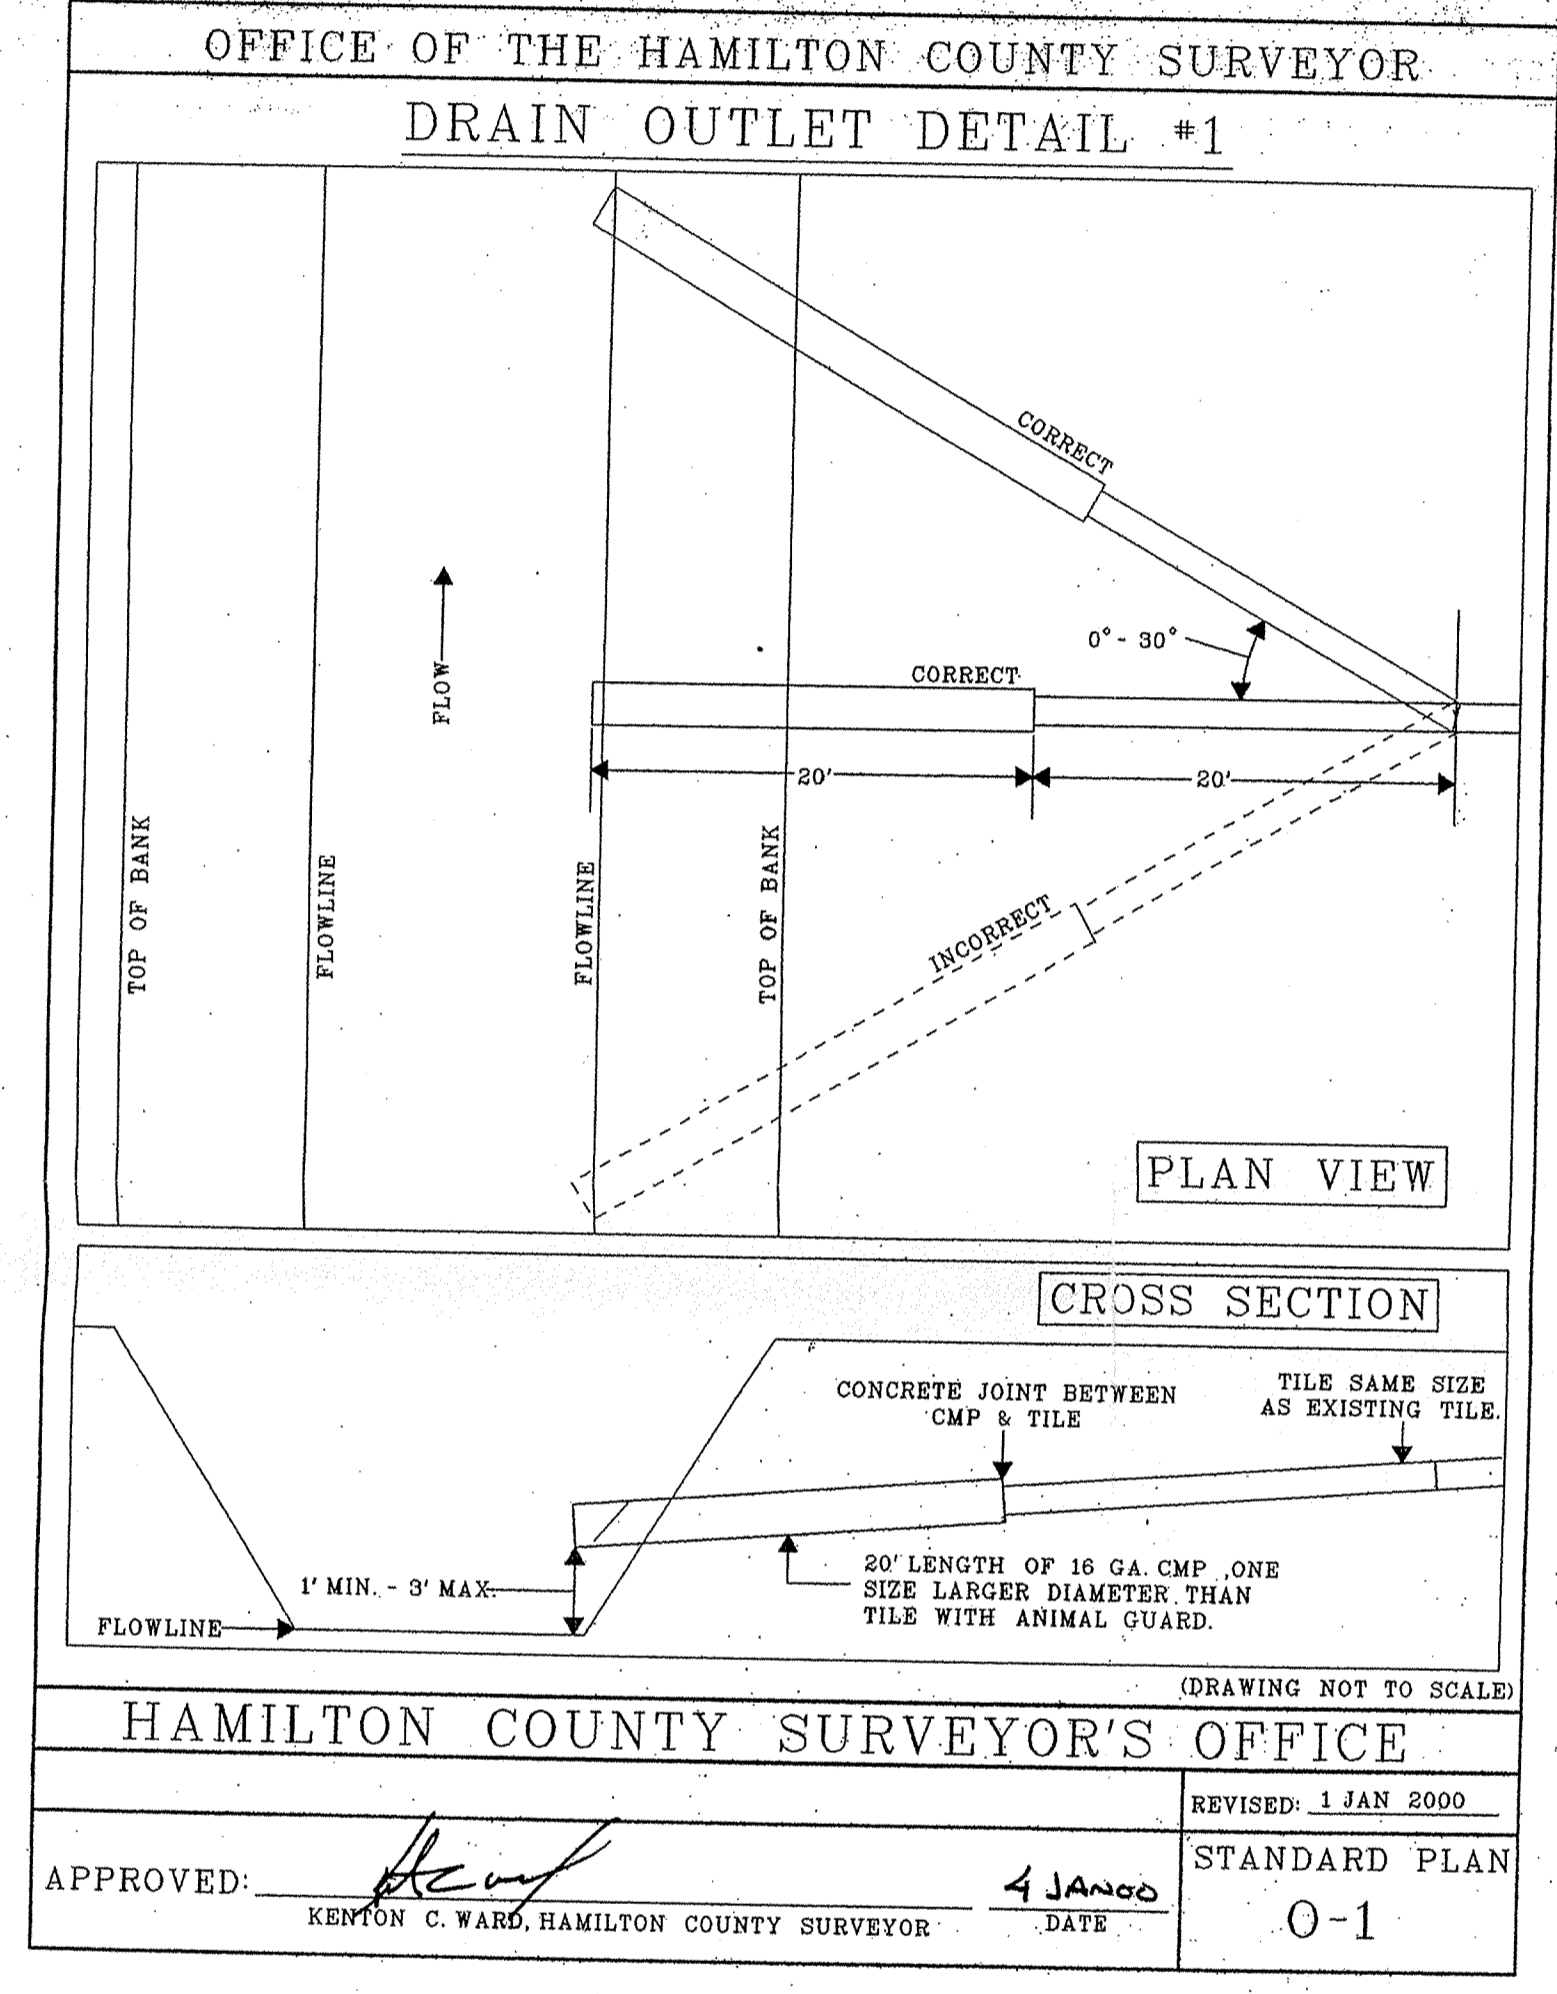 OFFICE OF THE HAMILTON COUNTY SURVEYOR
DRAIN OUTLET DETAIL #1
CORRECT
0° - 30°
CORRECT
FLOW
20'
20'
TOP OF BANK
FLOWLINE
FLOWLINE
TOP OF BANK
INCORRECT
PLAN VIEW
CROSS SECTION
CONCRETE JOINT BETWEEN
CMP & TILE
TILE SAME SIZE
AS EXISTING TILE.
1' MIN. - 3' MAX.
20' LENGTH OF 16 GA. CMP ,ONE
SIZE LARGER DIAMETER THAN
TILE WITH ANIMAL GUARD.
FLOWLINE
(DRAWING NOT TO SCALE)
HAMILTON COUNTY SURVEYOR'S OFFICE
REVISED: 1 JAN 2000
APPROVED:
4 JAN00
KENTON C. WARD, HAMILTON COUNTY SURVEYOR
DATE
STANDARD PLAN
O-1